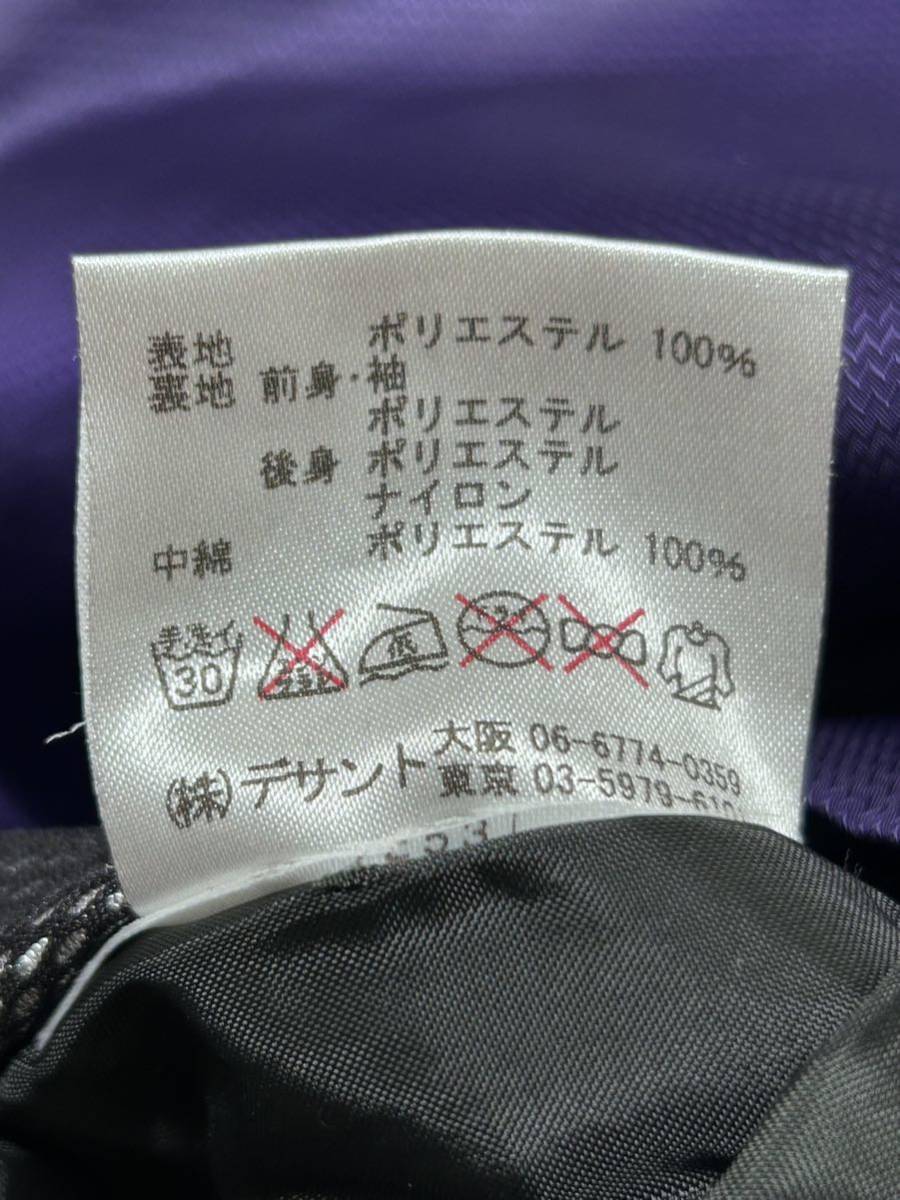 表地 ポリエステル 100%
裏地 前身・袖
ポリエステル
後身 ポリエステル
ナイロン
中綿 ポリエステル 100%
手洗イ
30
低
(株)デサント 大阪 06-6774-0359
東京 03-5979-61